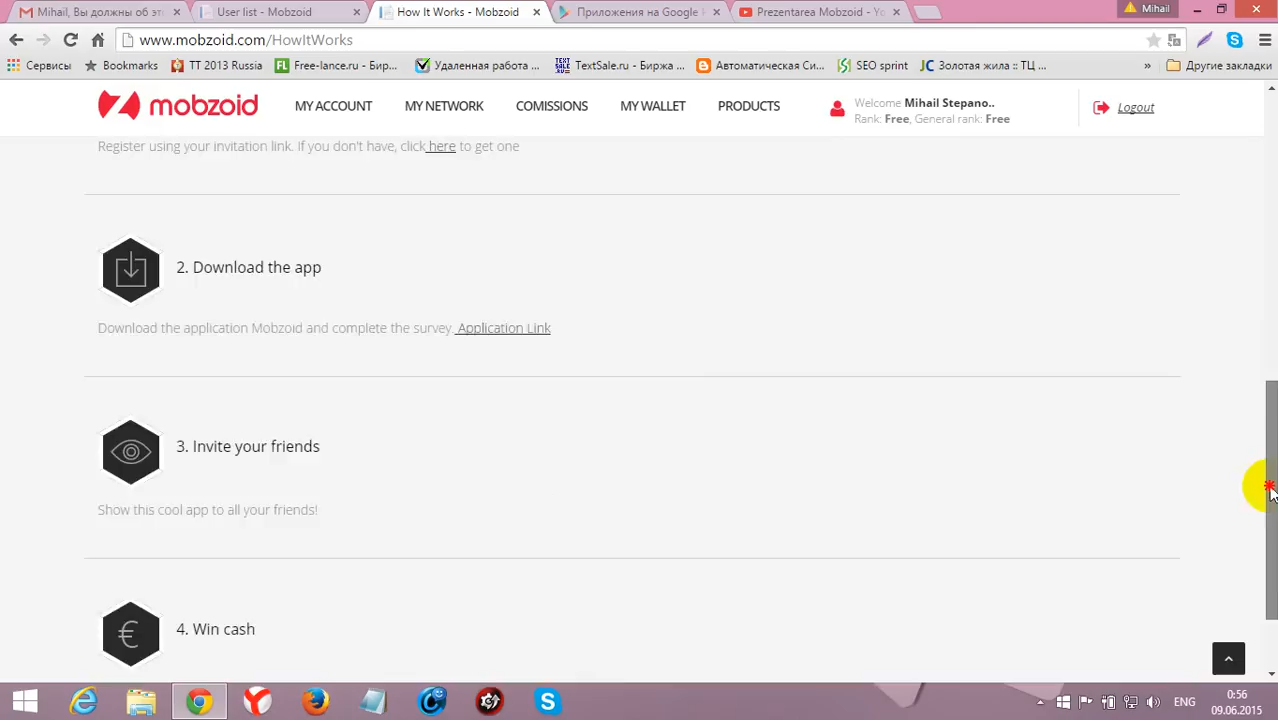 Mihail, Вы должны об эт
User list - Mobzoid
How It Works - Mobzoid
Приложения на Google
Prezentarea Mobzoid - Yo
Mihail
www.mobzoid.com/HowItWorks
Сервисы
Bookmarks
TT 2013 Russia
Free-lance.ru - Бир...
Удаленная работа ...
TextSale.ru - Биржа ...
Автоматическая Си...
SEO sprint
Золотая жила :: ТЦ ...
»
Другие закладки
mobzoid
MY ACCOUNT
MY NETWORK
COMISSIONS
MY WALLET
PRODUCTS
Welcome Mihail Stepano..
Rank: Free, General rank: Free
Logout
Register using your invitation link. If you don't have, click here to get one
2. Download the app
Download the application Mobzoid and complete the survey. Application Link
3. Invite your friends
Show this cool app to all your friends!
4. Win cash
ENG
0:56
09.06.2015